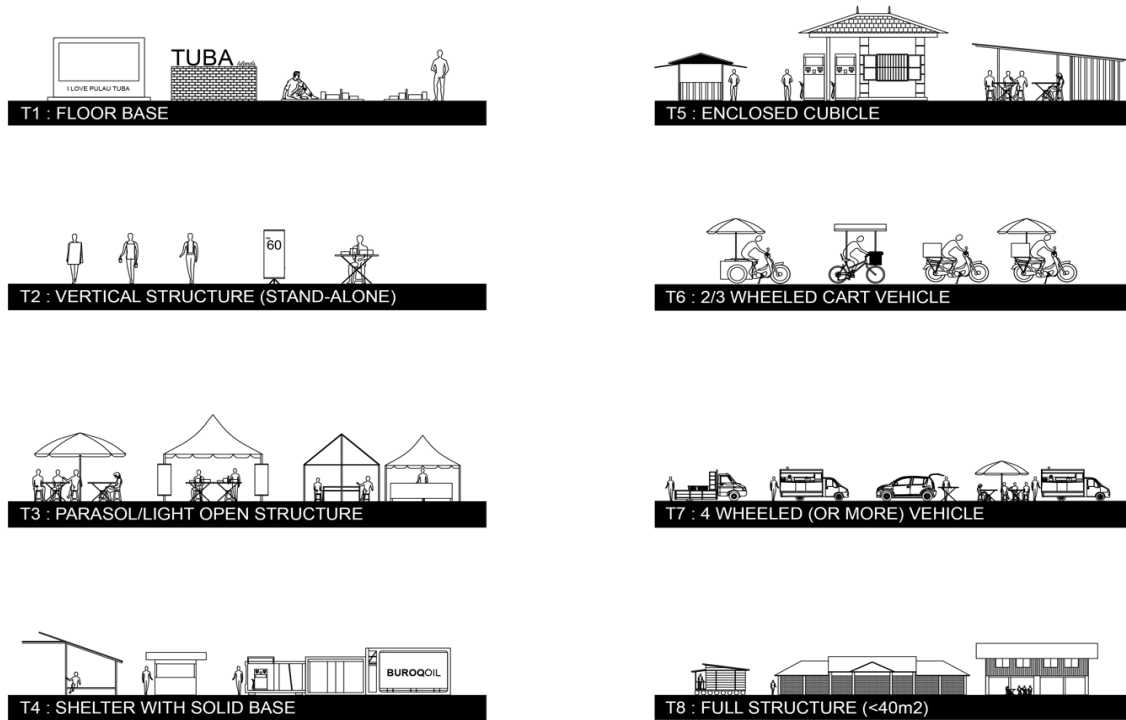 I LOVE PULAU TUBA
TUBA
Islands
T1 : FLOOR BASE
60
T2 : VERTICAL STRUCTURE (STAND-ALONE)
T3 : PARASOL/LIGHT OPEN STRUCTURE
BUROQOIL
T4 : SHELTER WITH SOLID BASE
T5 : ENCLOSED CUBICLE
T6 : 2/3 WHEELED CART VEHICLE
T7 : 4 WHEELED (OR MORE) VEHICLE
T8 : FULL STRUCTURE (<40m2)